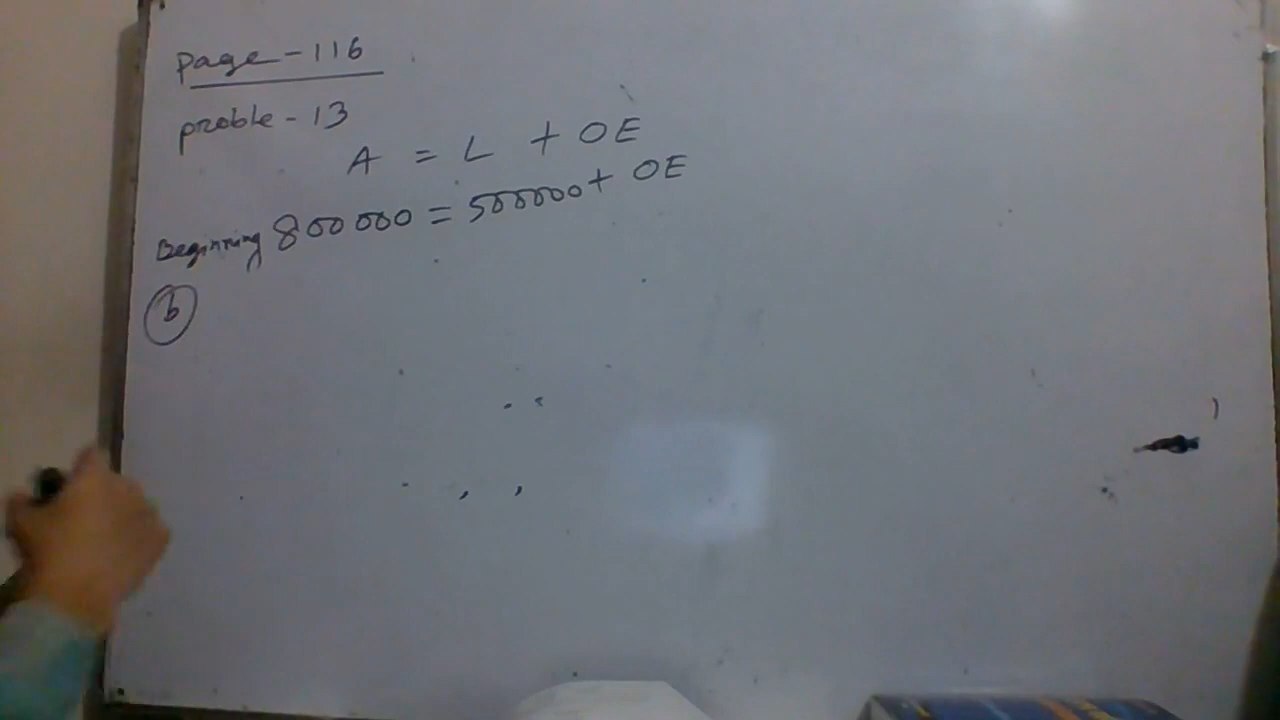 page - 116
proble - 13
A = L + OE
Beginning 800000 = 500000 + OE
b